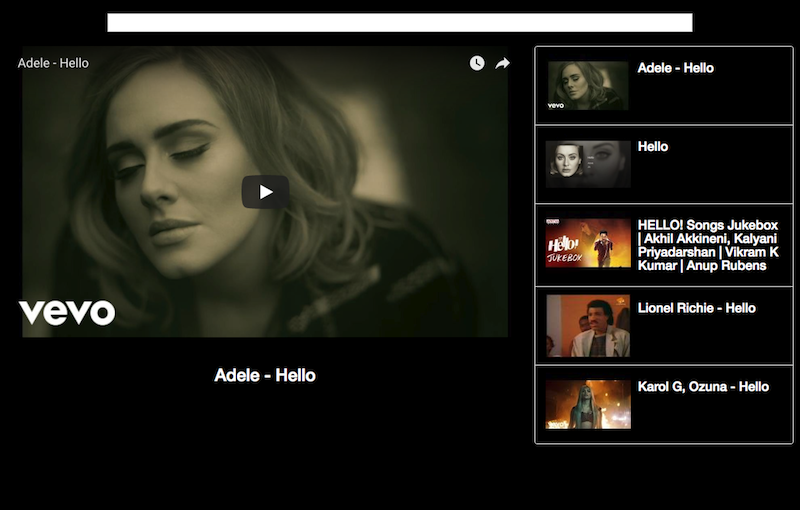 Adele - Hello
vevo
Adele - Hello
vevo
Adele - Hello
Hello
Hello!
JUKEBOX
HELLO! Songs Jukebox
| Akhil Akkineni, Kalyani
Priyadarshan | Vikram K
Kumar | Anup Rubens
Lionel Richie - Hello
Karol G, Ozuna - Hello